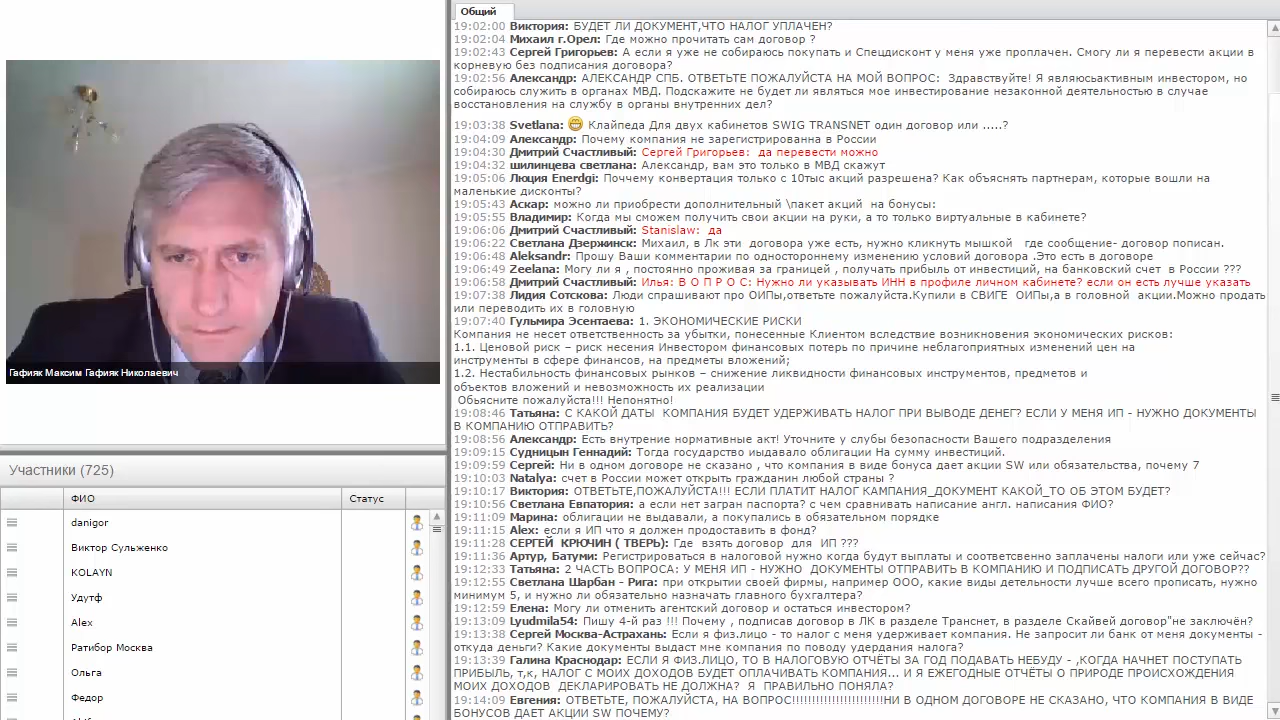 Общий
19:02:00 Виктория: БУДЕТ ЛИ ДОКУМЕНТ,ЧТО НАЛОГ УПЛАЧЕН?
19:02:04 Михаил г.Орел: Где можно прочитать сам договор ?
19:02:43 Сергей Григорьев: А если я уже не собираюсь покупать и Спецдисконт у меня уже проплачен. Смогу ли я перевести акции в
корневую без подписания договора?
19:02:56 Александр: АЛЕКСАНДР СПБ. ОТВЕТЬТЕ ПОЖАЛУЙСТА НА МОЙ ВОПРОС: Здравствуйте! Я являюсьактивным инвестором, но
собираюсь служить в органах МВД. Подскажите не будет ли являться мое инвестирование незаконной деятельностью в случае
восстановления на службу в органы внутренних дел?
19:03:38 Svetlana: Клайпеда Для двух кабинетов SWIG TRANSNET один договор или .....?
19:04:09 Александр: Почему компания не зарегистрированна в России
19:04:30 Дмитрий Счастливый: Сергей Григорьев: да перевести можно
19:04:32 шилинцева светлана: Александр, вам это только в МВД скажут
19:05:06 Люция Enerdgi: Поччему конвертация только с 10тыс акций разрешена? Как объяснять партнерам, которые вошли на
маленькие дисконты?
19:05:43 Аскар: можно ли приобрести дополнительный \пакет акций на бонусы:
19:05:55 Владимир: Когда мы сможем получить свои акции на руки, а то только виртуальные в кабинете?
19:06:06 Дмитрий Счастливый: Stanislaw: да
19:06:22 Светлана Дзержинск: Михаил, в Лк эти договора уже есть, нужно кликнуть мышкой где сообщение- договор пописан.
19:06:48 Aleksandr: Прошу Ваши комментарии по одностороннему изменению условий договора .Это есть в договоре
19:06:49 Zeelana: Могу ли я , постоянно проживая за границей , получать прибыль от инвестиций, на банковский счет в России ???
19:06:58 Дмитрий Счастливый: Илья: В О П Р О С: Нужно ли указывать ИНН в профиле личном кабинете? если он есть лучше указать
19:07:38 Лидия Сотскова: Люди спрашивают про ОИПы,ответьте пожалуйста.Купили в СВИГЕ ОИПы,а в головной акции.Можно продать
или переводить их в головную
19:07:40 Гульмира Эсентаева: 1. ЭКОНОМИЧЕСКИЕ РИСКИ
Компания не несет ответственность за убытки, понесенные Клиентом вследствие возникновения экономических рисков:
1.1. Ценовой риск – риск несения Инвестором финансовых потерь по причине неблагоприятных изменений цен на
инструменты в сфере финансов, на предметы вложений;
1.2. Нестабильность финансовых рынков – снижение ликвидности финансовых инструментов, предметов и
объектов вложений и невозможность их реализации
Обьясните пожалуйста!!! Непонятно!
19:08:46 Татьяна: С КАКОЙ ДАТЫ КОМПАНИЯ БУДЕТ УДЕРЖИВАТЬ НАЛОГ ПРИ ВЫВОДЕ ДЕНЕГ? ЕСЛИ У МЕНЯ ИП - НУЖНО ДОКУМЕНТЫ
В КОМПАНИЮ ОТПРАВИТЬ?
19:08:56 Александр: Есть внутрение нормативные акт! Уточните у слубы безопасности Вашего подразделения
19:09:15 Судницын Геннадий: Тогда государство иыдавало облигации На сумму инвестиций.
19:09:59 Сергей: Ни в одном договоре не сказано , что компания в виде бонуса дает акции SW или обязательства, почему 7
19:10:03 Natalya: счет в России может открыть гражданин любой страны ?
19:10:17 Виктория: ОТВЕТЬТЕ,ПОЖАЛУЙСТА!!! ЕСЛИ ПЛАТИТ НАЛОГ КАМПАНИЯ_ДОКУМЕНТ КАКОЙ_ТО ОБ ЭТОМ БУДЕТ?
19:10:56 Светлана Евпатория: а если нет загран паспорта? с чем сравнивать написание англ. написания ФИО?
19:11:09 Марина: облигации не выдавали, а покупались в обязательном порядке
19:11:15 Alex: если я ИП что я должен продоставить в фонд?
19:11:28 СЕРГЕЙ КРЮЧИН ( ТВЕРЬ): Где взять договор для ИП ???
19:11:36 Артур, Батуми: Регистрироваться в налоговой нужно когда будут выплаты и соответсвенно заплачены налоги или уже сейчас?
19:12:33 Татьяна: 2 ЧАСТЬ ВОПРОСА: У МЕНЯ ИП - НУЖНО ДОКУМЕНТЫ ОТПРАВИТЬ В КОМПАНИЮ И ПОДПИСАТЬ ДРУГОЙ ДОГОВОР??
19:12:55 Светлана Шарбан - Рига: при открытии своей фирмы, например ООО, какие виды детельности лучше всего прописать, нужно
минимум 5, и нужно ли обязательно назначать главного бухгалтера?
19:12:59 Елена: Могу ли отменить агентский договор и остаться инвестором?
19:13:09 Lyudmila54: Пишу 4-й раз !!! Почему , подписав договор в ЛК в разделе Транснет, в разделе Скайвей договор"не заключён?
19:13:38 Сергей Москва-Астрахань: Если я физ.лицо - то налог с меня удерживает компания. Не запросит ли банк от меня документы -
откуда деньги? Какие документы выдаст мне компания по поводу удердания налога?
19:13:39 Галина Краснодар: ЕСЛИ Я ФИЗ.ЛИЦО, ТО В НАЛОГОВУЮ ОТЧЁТЫ ЗА ГОД ПОДАВАТЬ НЕБУДУ - ,КОГДА НАЧНЕТ ПОСТУПАТЬ
ПРИБЫЛЬ, т,к, НАЛОГ С МОИХ ДОХОДОВ БУДЕТ ОПЛАЧИВАТЬ КОМПАНИЯ... И Я ЕЖЕГОДНЫЕ ОТЧЁТЫ О ПРИРОДЕ ПРОИСХОЖДЕНИЯ
МОИХ ДОХОДОВ ДЕКЛАРИРОВАТЬ НЕ ДОЛЖНА? Я ПРАВИЛЬНО ПОНЯЛА?
19:14:09 Евгения: ОТВЕТЬТЕ, ПОЖАЛУЙСТА, НА ВОПРОС!!!!!!!!!!!!!!!!!!!!!!!НИ В ОДНОМ ДОГОВОРЕ НЕ СКАЗАНО, ЧТО КОМПАНИЯ В ВИДЕ
БОНУСОВ ДАЕТ АКЦИИ SW ПОЧЕМУ?
Гафияк Максим Гафияк Николаевич
Участники (725)
ФИО Статус
danigor
Виктор Сульженко
KOLAYN
Удутф
Alex
Ратибор Москва
Ольга
Федор